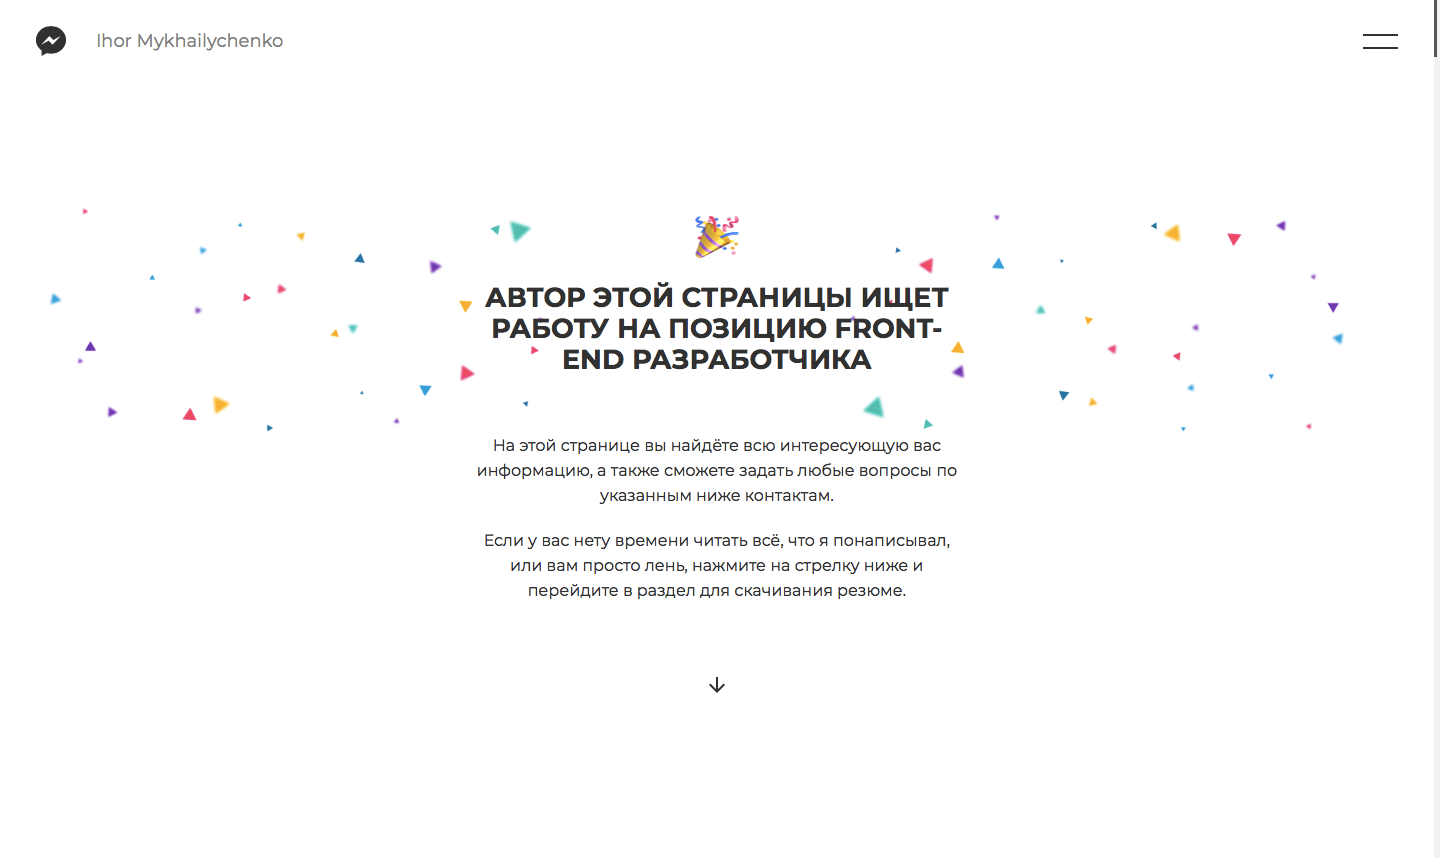 Ihor Mykhailychenko
АВТОР ЭТОЙ СТРАНИЦЫ ИЩЕТ
РАБОТУ НА ПОЗИЦИЮ FRONT-
END РАЗРАБОТЧИКА
На этой странице вы найдёте всю интересующую вас
информацию, а также сможете задать любые вопросы по
указанным ниже контактам.
Если у вас нету времени читать всё, что я понаписывал,
или вам просто лень, нажмите на стрелку ниже и
перейдите в раздел для скачивания резюме.